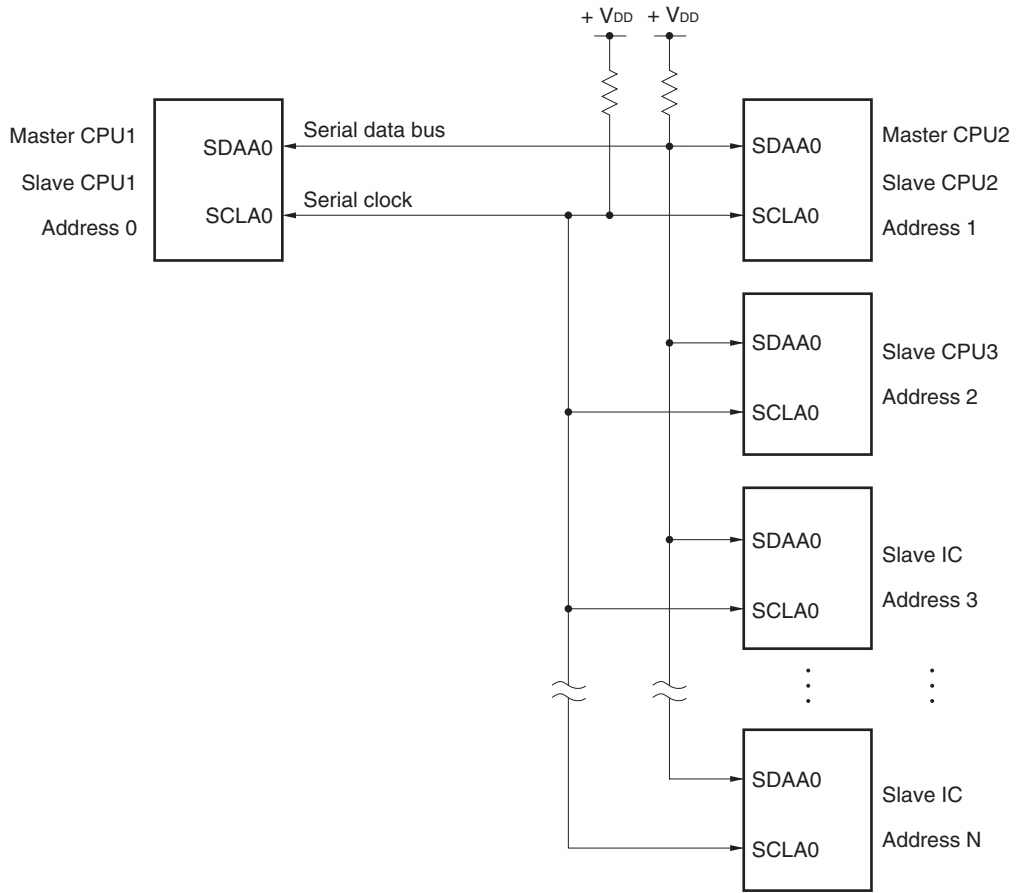 + VDD
+ VDD
Master CPU1
Slave CPU1
Address 0
SDAA0
SCLA0
Serial data bus
Serial clock
SDAA0
SCLA0
Master CPU2
Slave CPU2
Address 1
SDAA0
SCLA0
Slave CPU3
Address 2
SDAA0
SCLA0
Slave IC
Address 3
SDAA0
SCLA0
Slave IC
Address N